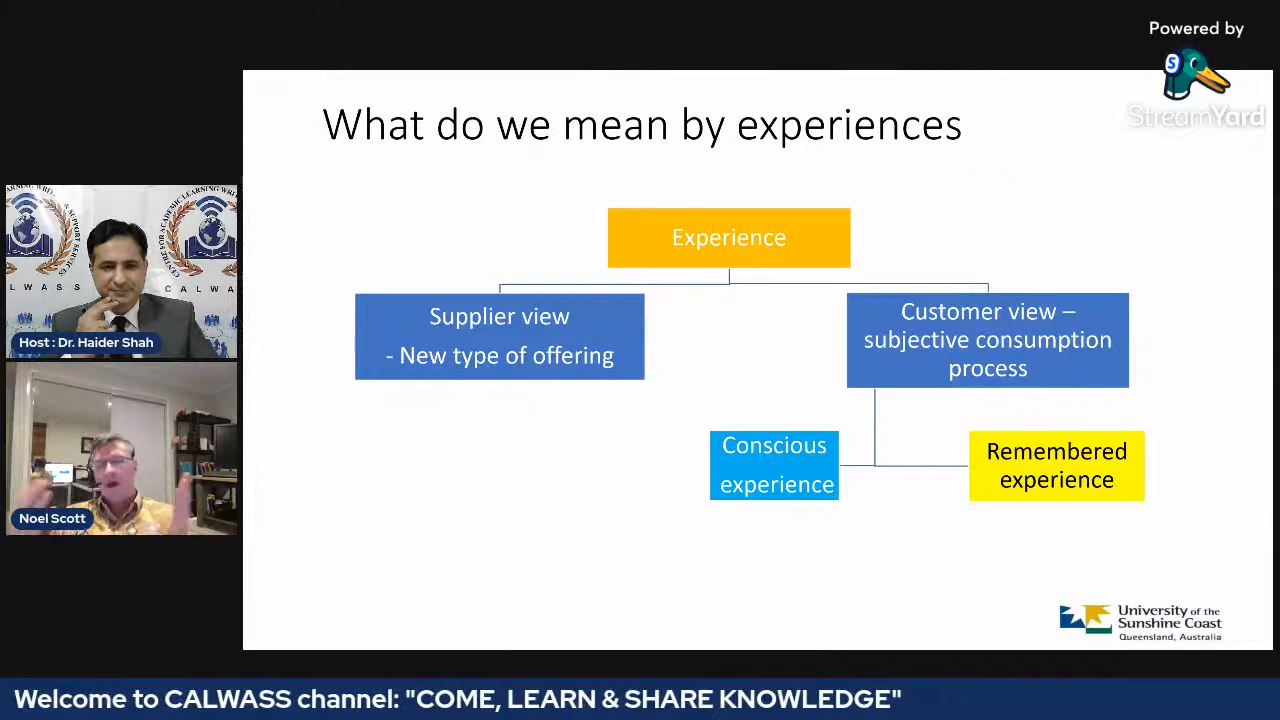 Powered by
S
StreamYard
What do we mean by experiences
Experience
Supplier view
- New type of offering
Customer view –
subjective consumption
process
Conscious
experience
Remembered
experience
CALWASS
CALWASS
Host : Dr. Haider Shah
Noel Scott
University of the
Sunshine Coast
Queensland, Australia
Welcome to CALWASS channel: "COME, LEARN & SHARE KNOWLEDGE"